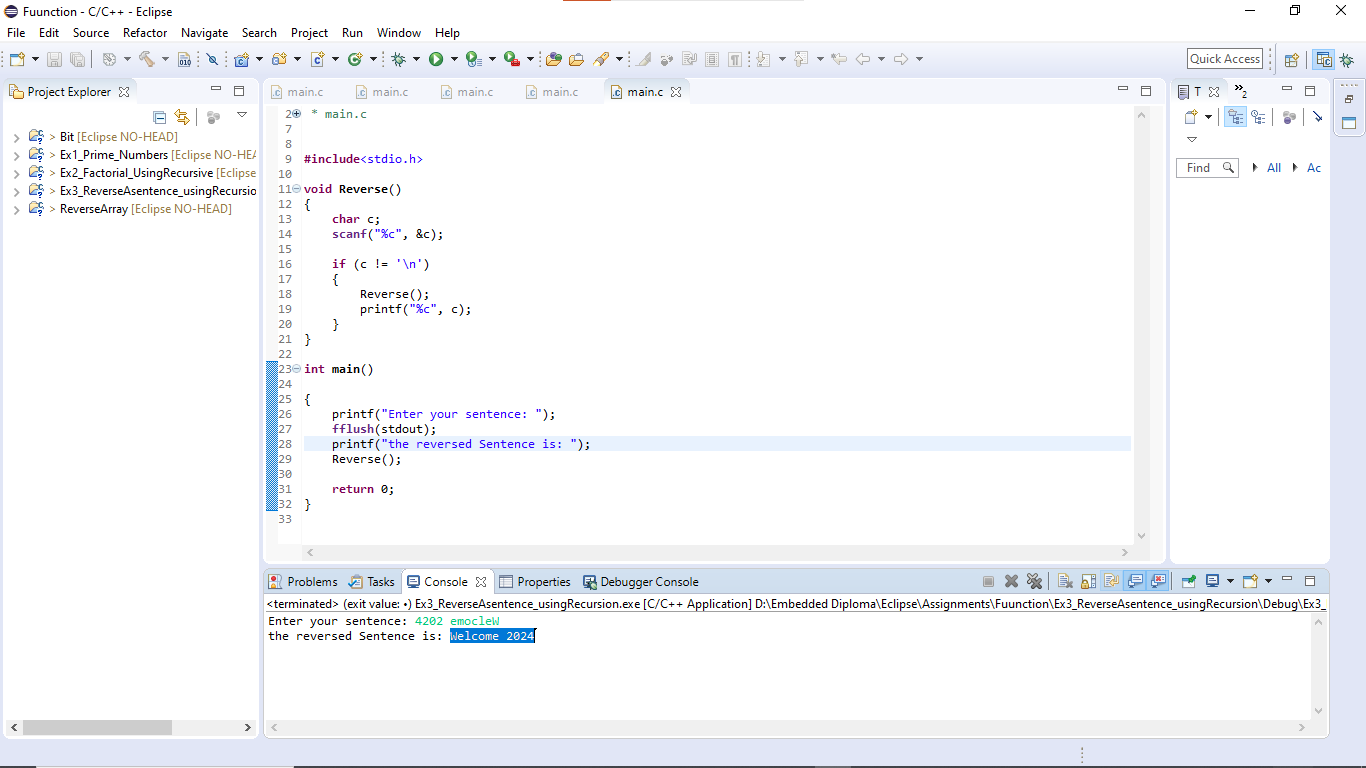 Fuunction - C/C++ - Eclipse
File Edit Source Refactor Navigate Search Project Run Window Help
Quick Access
Project Explorer
> Bit [Eclipse NO-HEAD]
> Ex1_Prime_Numbers [Eclipse NO-HEA
> Ex2_Factorial_UsingRecursive [Eclipse
> Ex3_ReverseAsentence_usingRecursio
> ReverseArray [Eclipse NO-HEAD]
main.c main.c main.c main.c main.c
2 * main.c
7
8
9 #include<stdio.h>
10
11 void Reverse()
12 {
13 char c;
14 scanf("%c", &c);
15
16 if (c != '\n')
17 {
18 Reverse();
19 printf("%c", c);
20 }
21 }
22
23 int main()
24
25 {
26 printf("Enter your sentence: ");
27 fflush(stdout);
28 printf("the reversed Sentence is: ");
29 Reverse();
30
31 return 0;
32 }
33
T »2
Find All Ac
Problems Tasks Console Properties Debugger Console
<terminated> (exit value: •) Ex3_ReverseAsentence_usingRecursion.exe [C/C++ Application] D:\Embedded Diploma\Eclipse\Assignments\Fuunction\Ex3_ReverseAsentence_usingRecursion\Debug\Ex3_
Enter your sentence: 4202 emocleW
the reversed Sentence is: Welcome 2024